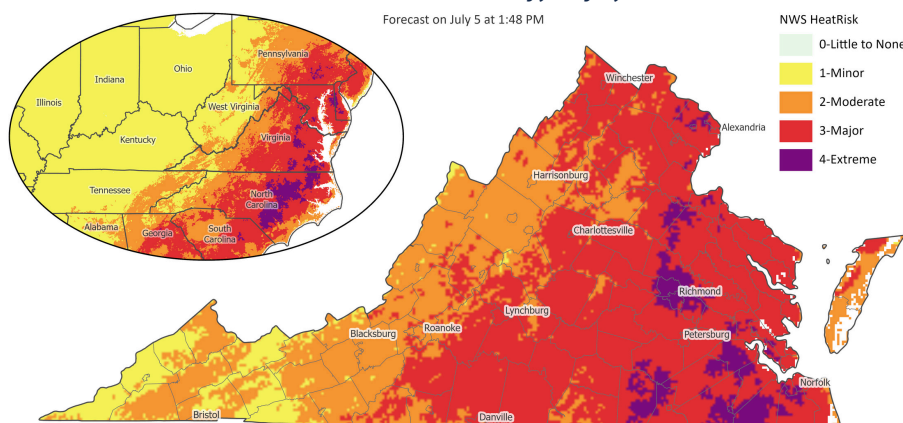 Forecast on July 5 at 1:48 PM
NWS HeatRisk
0-Little to None
1-Minor
2-Moderate
3-Major
4-Extreme
Pennsylvania
Ohio
Indiana
Illinois
West Virginia
Virginia
Kentucky
Tennessee
North
Carolina
Alabama
Georgia
South
Carolina
Winchester
Alexandria
Harrisonburg
Charlottesville
Richmond
Lynchburg
Roanoke
Blacksburg
Petersburg
Norfolk
Bristol
Danville